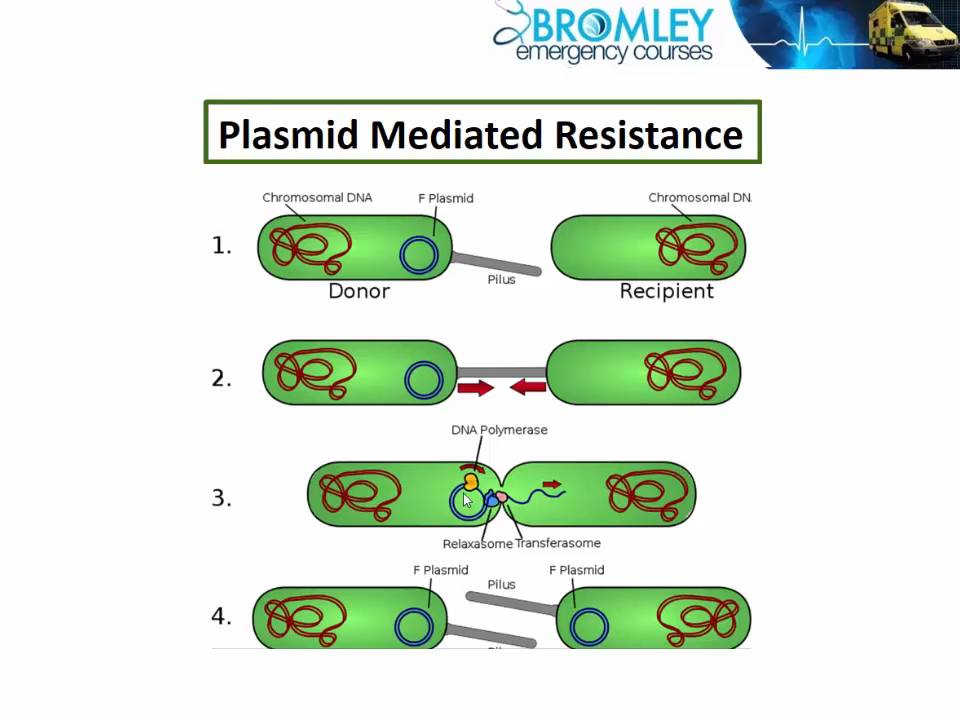 BROMLEY
emergency courses
Plasmid Mediated Resistance
Chromosomal DNA
F Plasmid
Chromosomal DN
1.
Pilus
Donor
Recipient
2.
DNA Polymerase
3.
Relaxasome Transferasome
F Plasmid
Pilus
F Plasmid
4.